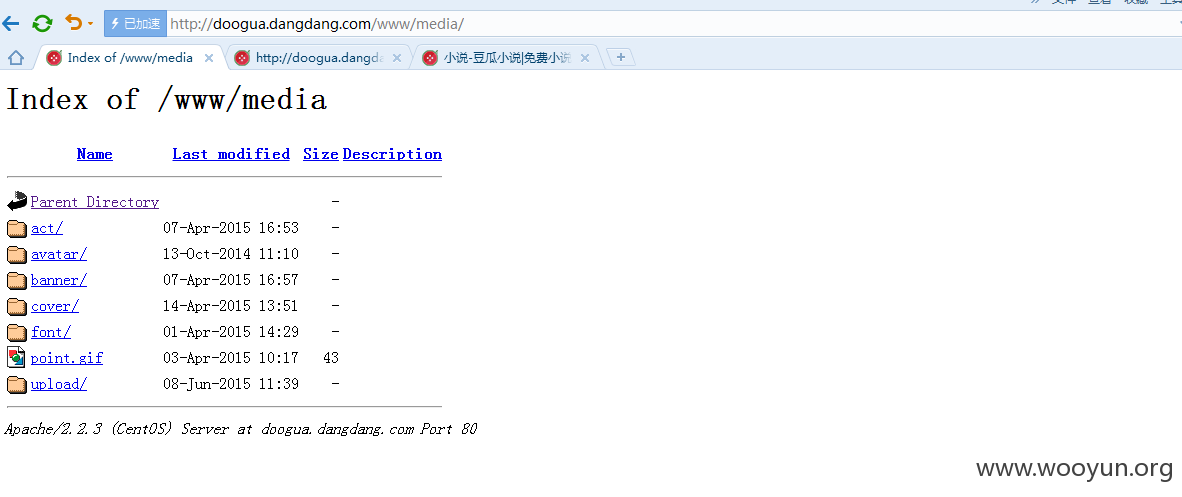 已加速 http://doogua.dangdang.com/www/media/
Index of /www/media http://doogua.dangda 小说-豆瓜小说|免费小说
Index of /www/media
Name Last modified Size Description
Parent Directory -
act/ 07-Apr-2015 16:53 -
avatar/ 13-Oct-2014 11:10 -
banner/ 07-Apr-2015 16:57 -
cover/ 14-Apr-2015 13:51 -
font/ 01-Apr-2015 14:29 -
point.gif 03-Apr-2015 10:17 43
upload/ 08-Jun-2015 11:39 -
Apache/2.2.3 (CentOS) Server at doogua.dangdang.com Port 80
www.wooyun.org